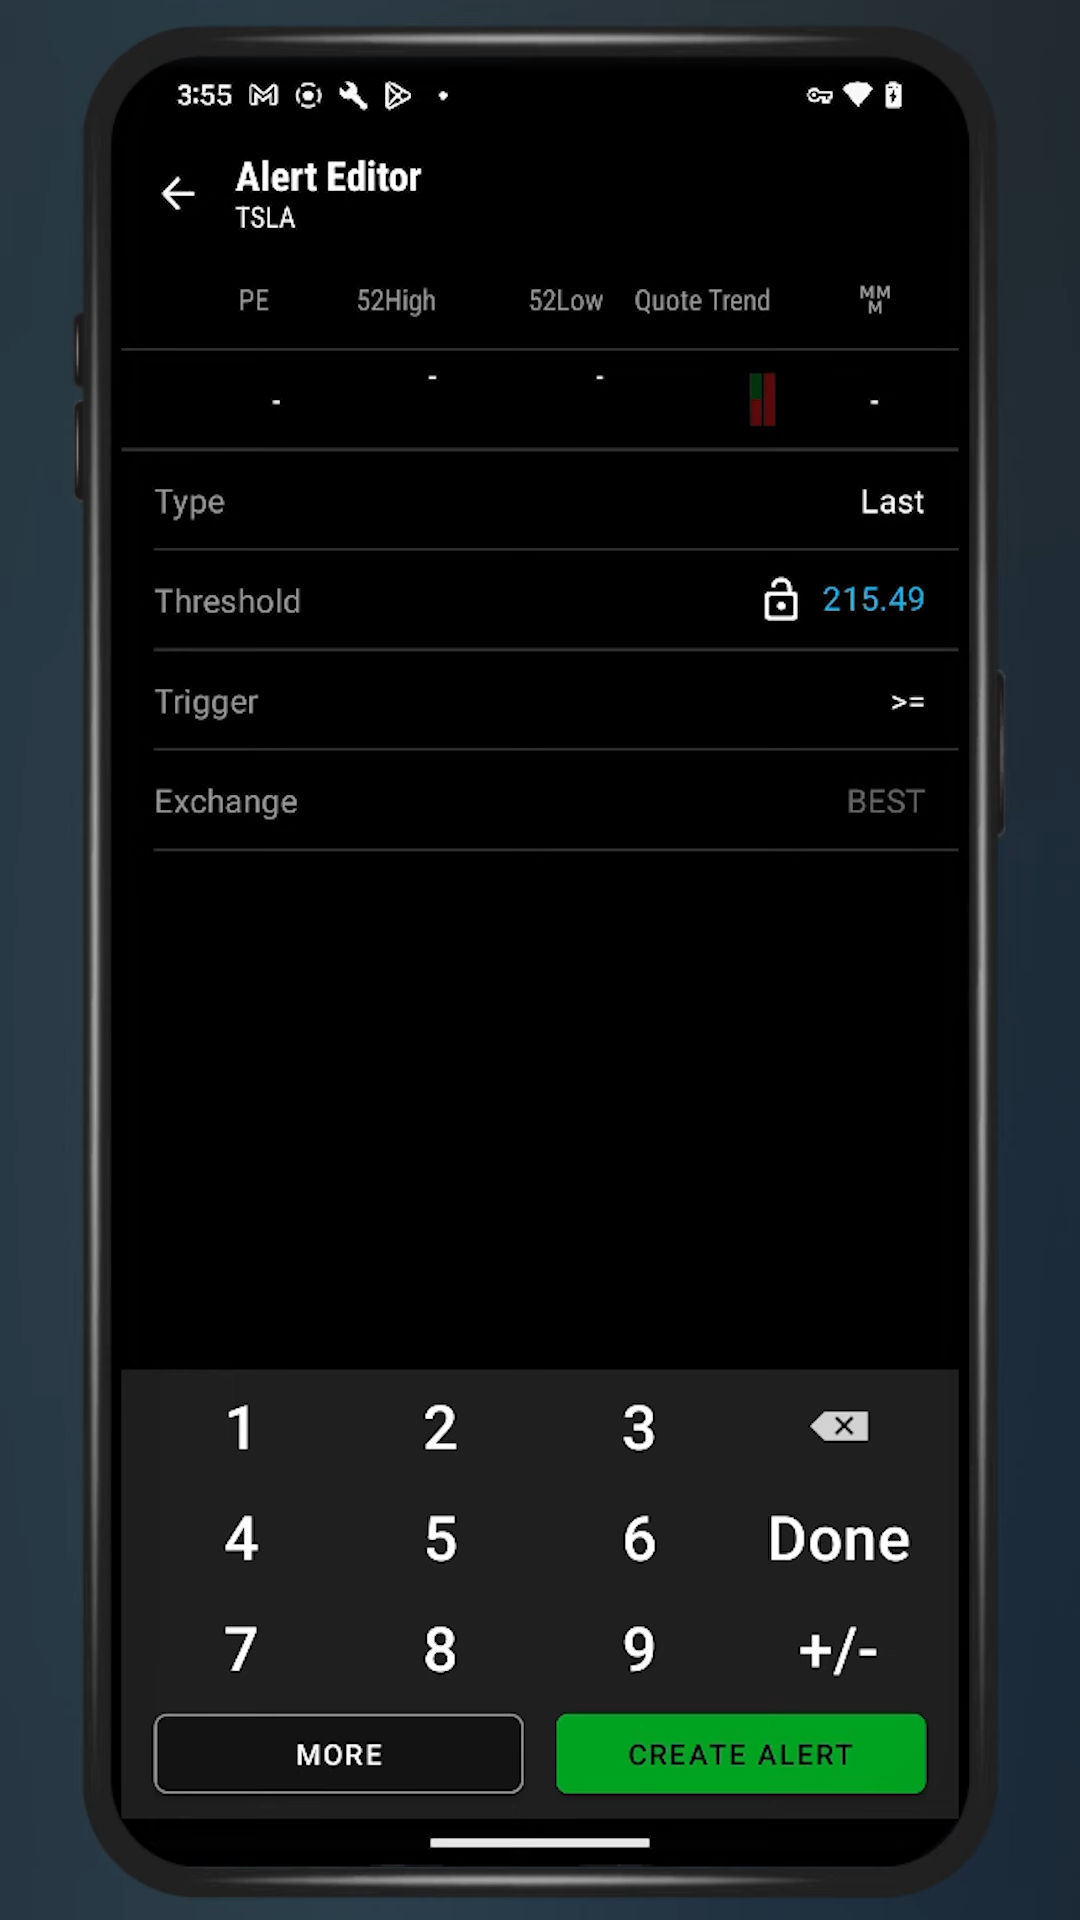 3:55
Alert Editor
TSLA
PE 52High 52Low Quote Trend MM
M
- - - -
Type Last
Threshold 215.49
Trigger >=
Exchange BEST
1 2 3
4 5 6 Done
7 8 9 +/-
MORE CREATE ALERT